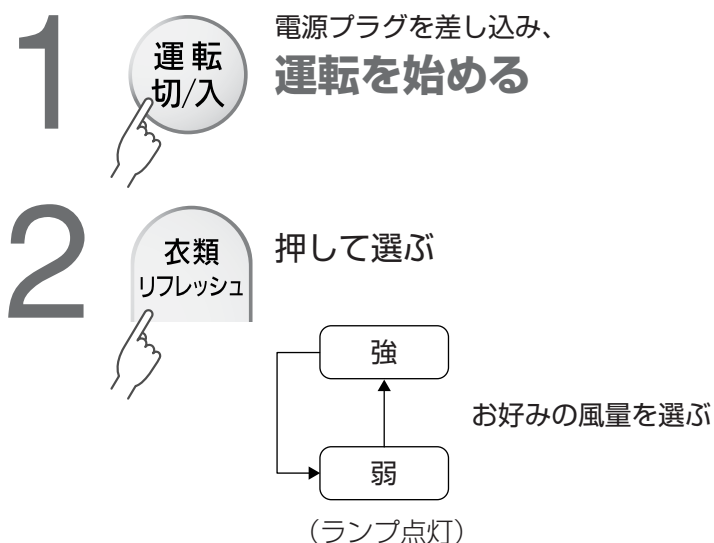 1
運転
切/入
電源プラグを差し込み、
運転を始める
2
衣類
リフレッシュ
押して選ぶ
強
お好みの風量を選ぶ
弱
(ランプ点灯)